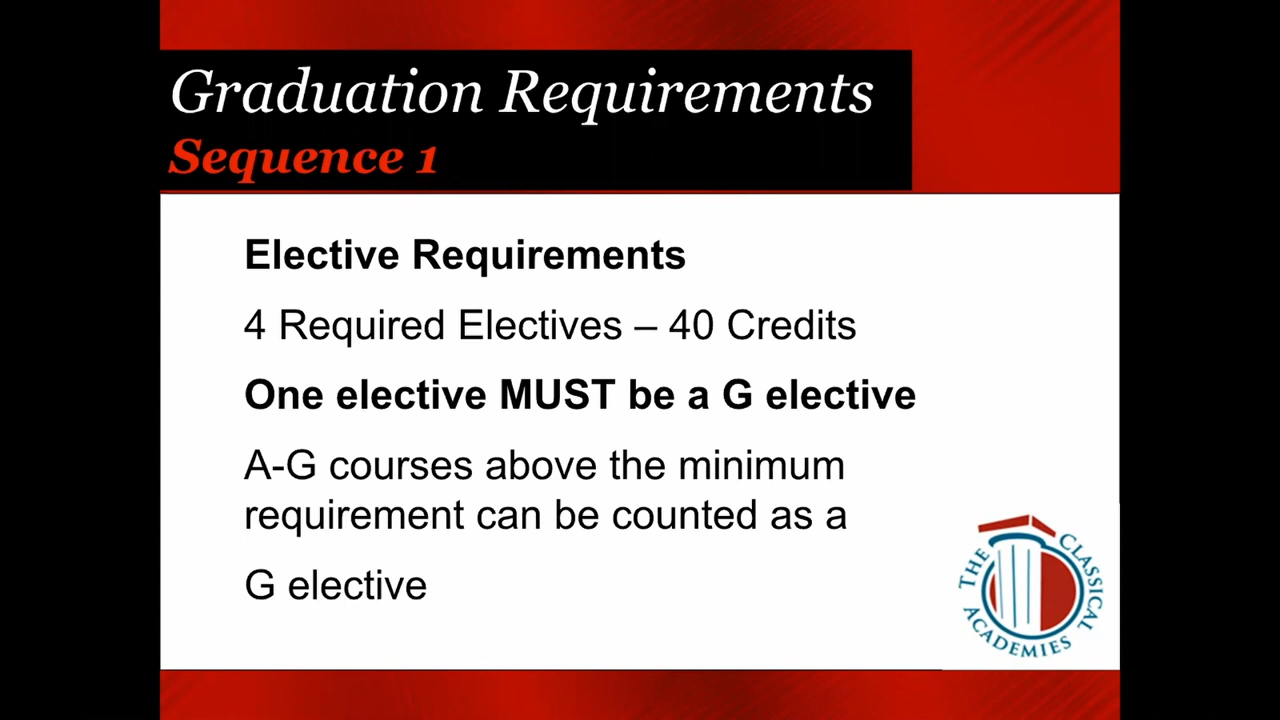 Graduation Requirements
Sequence 1
Elective Requirements
4 Required Electives – 40 Credits
One elective MUST be a G elective
A-G courses above the minimum
requirement can be counted as a
G elective
THE CLASSICAL ACADEMIES